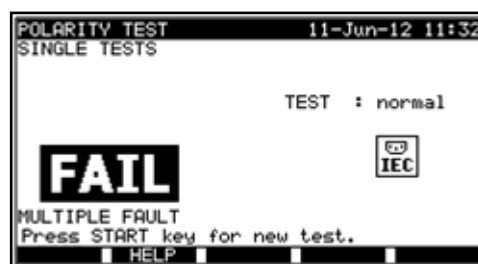 POLARITY TEST 11-Jun-12 11:32
SINGLE TESTS
TEST : normal
IEC
FAIL
MULTIPLE FAULT
Press START key for new test.
HELP